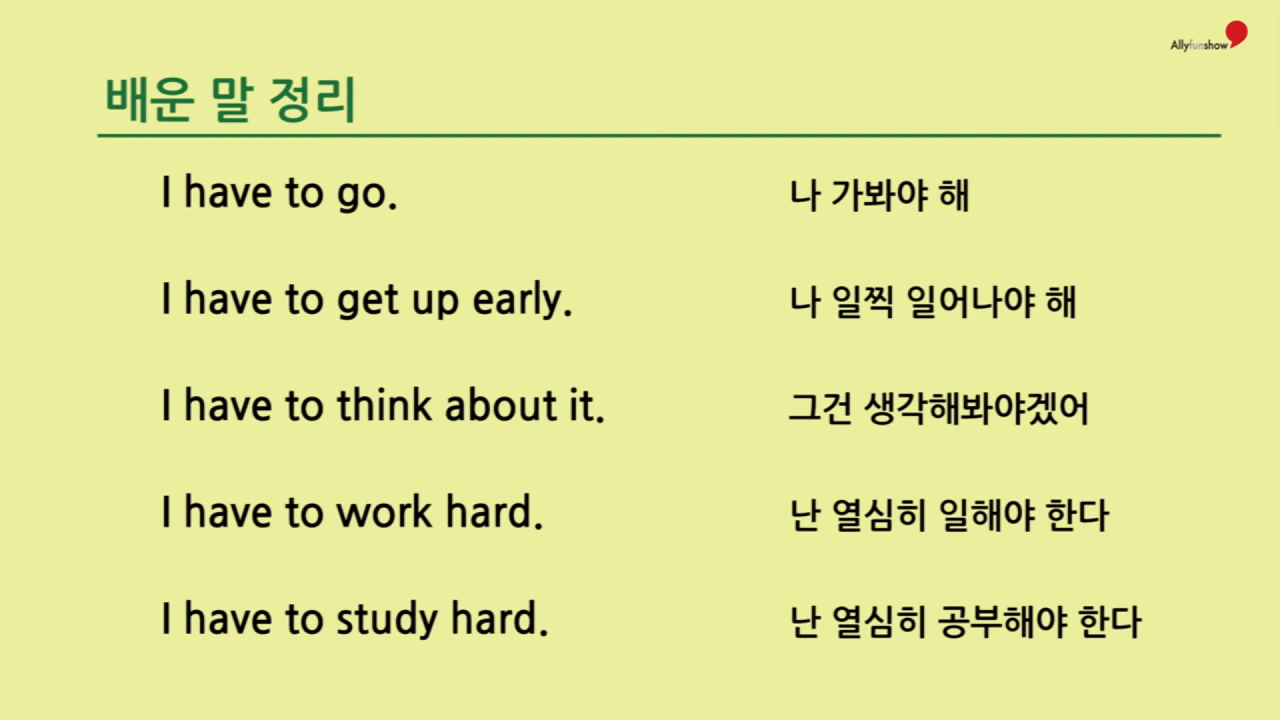 Allyfunshow
배운 말 정리
I have to go. 나 가봐야 해
I have to get up early. 나 일찍 일어나야 해
I have to think about it. 그건 생각해봐야겠어
I have to work hard. 난 열심히 일해야 한다
I have to study hard. 난 열심히 공부해야 한다